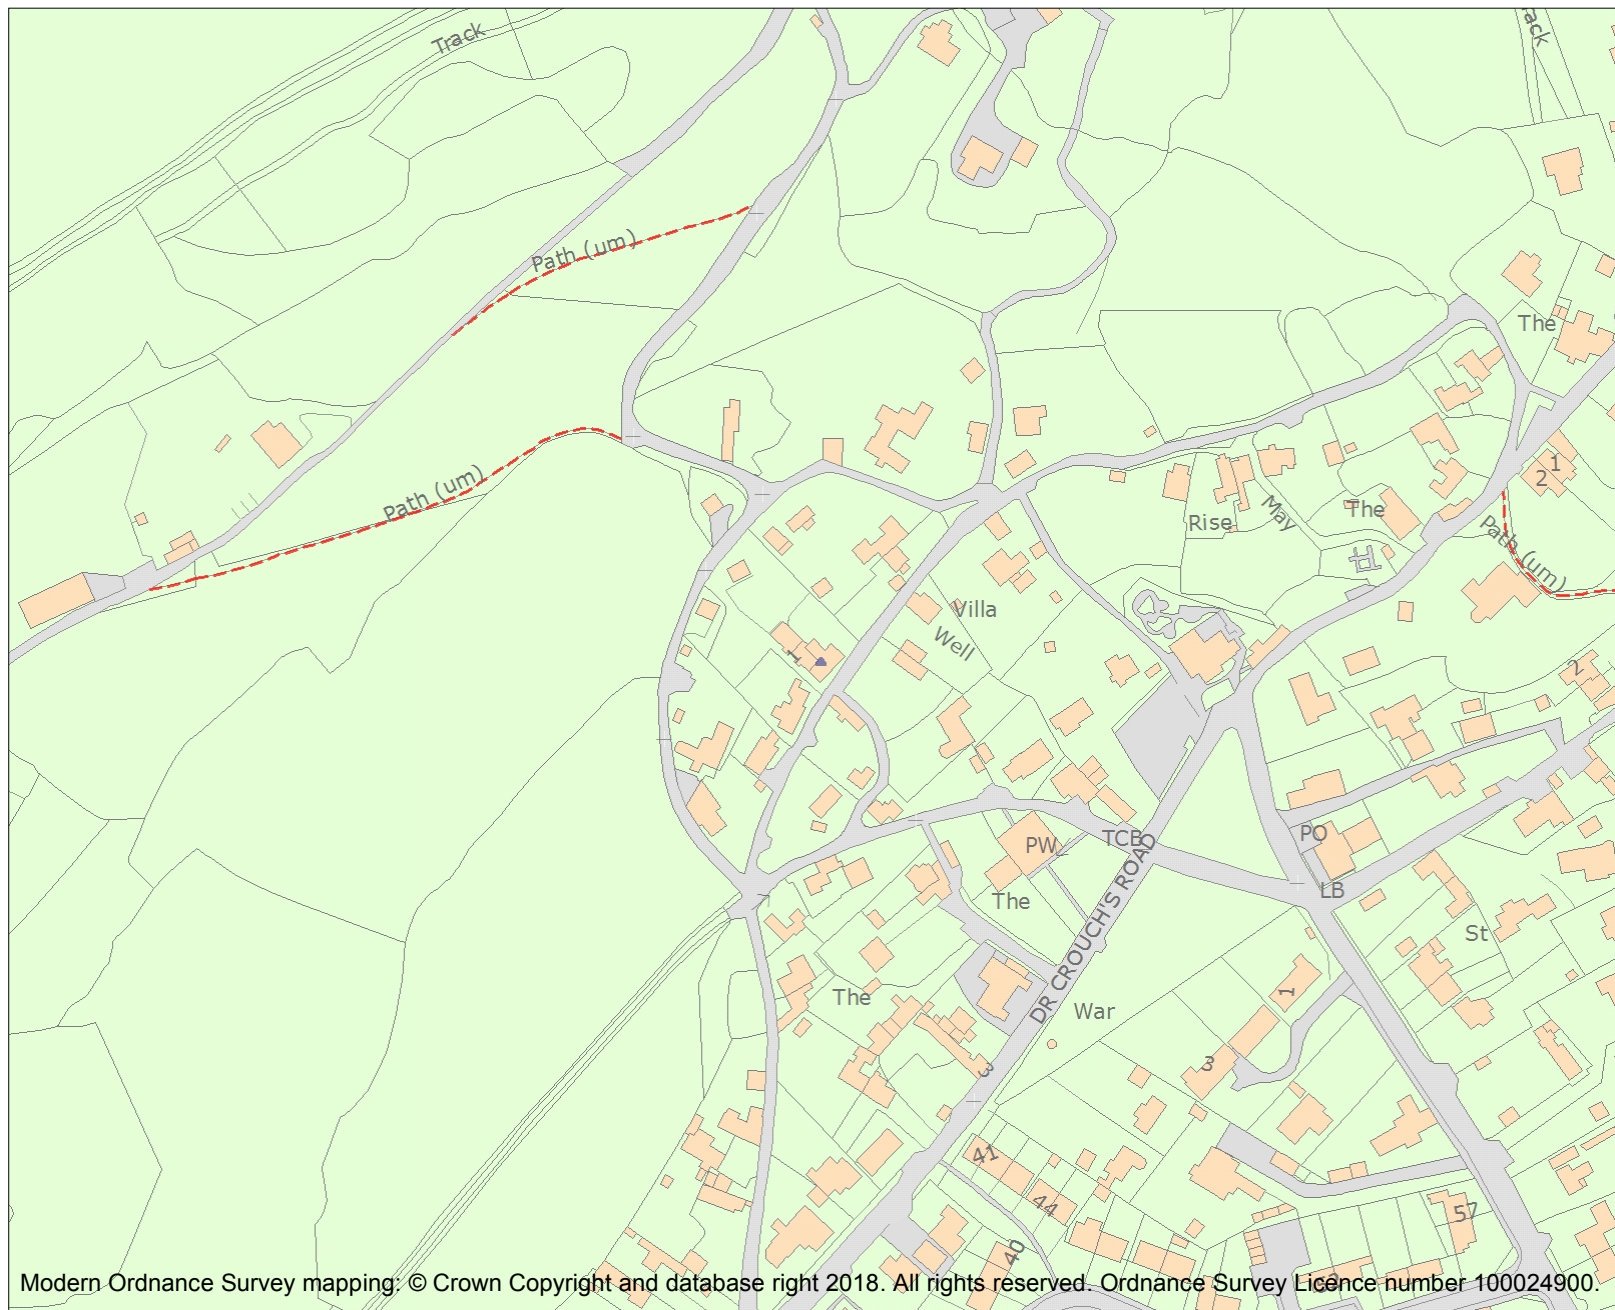 Track
rack
Path (um)
The
Path (um)
1
2
The
May
Rise
Path (um)
Villa
Well
1
2
PO
TCB
PW
LB
The
DR CROUCH'S ROAD
St
The
1
War
3
3
41
44
57
40
Modern Ordnance Survey mapping: © Crown Copyright and database right 2018. All rights reserved. Ordnance Survey Licence number 100024900.